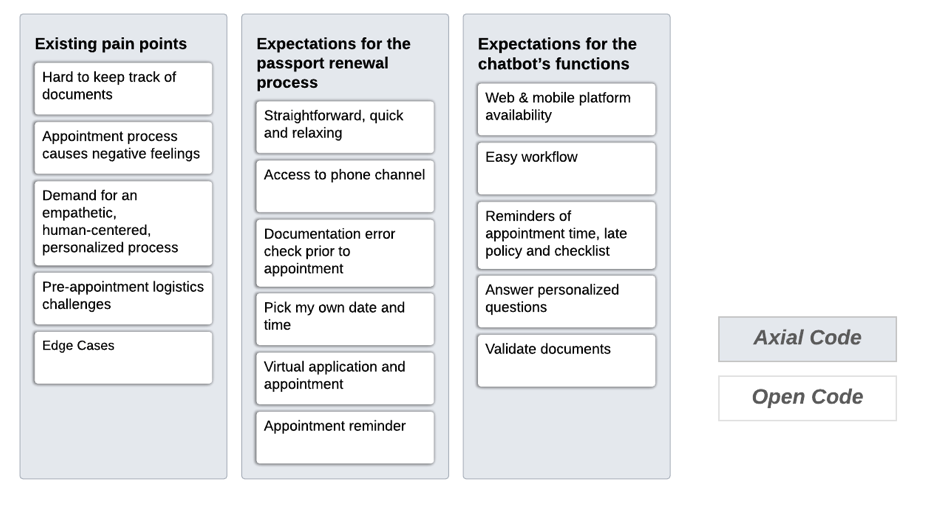 Existing pain points
Hard to keep track of
documents
Appointment process
causes negative feelings
Demand for an
empathetic,
human-centered,
personalized process
Pre-appointment logistics
challenges
Edge Cases
Expectations for the
passport renewal
process
Straightforward, quick
and relaxing
Access to phone channel
Documentation error
check prior to
appointment
Pick my own date and
time
Virtual application and
appointment
Appointment reminder
Expectations for the
chatbot’s functions
Web & mobile platform
availability
Easy workflow
Reminders of
appointment time, late
policy and checklist
Answer personalized
questions
Validate documents
Axial Code
Open Code